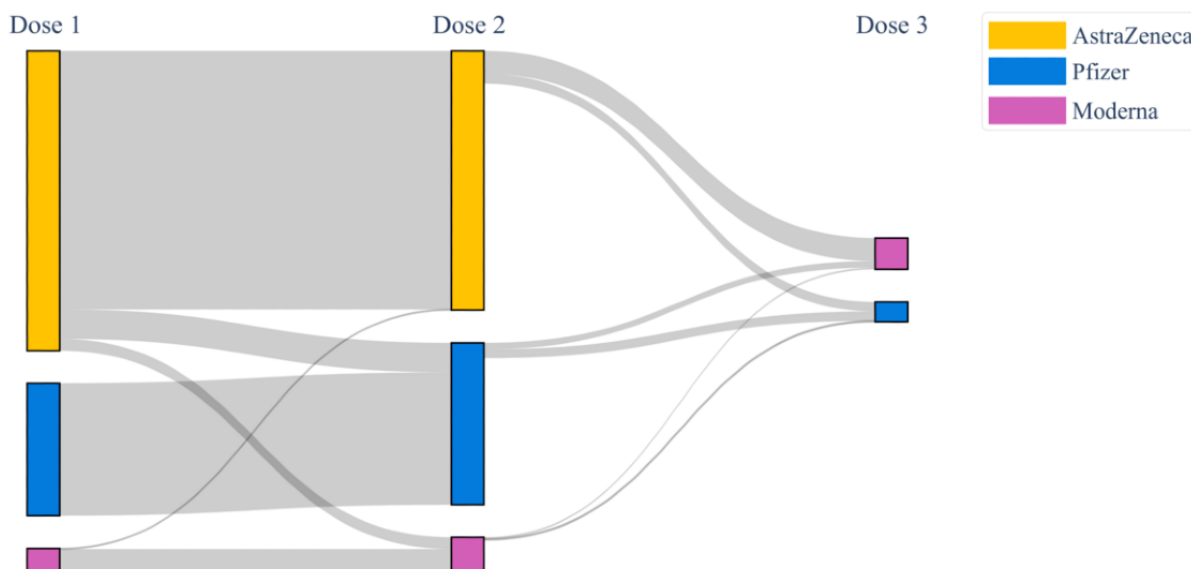 Dose 1
Dose 2
Dose 3
AstraZeneca
Pfizer
Moderna